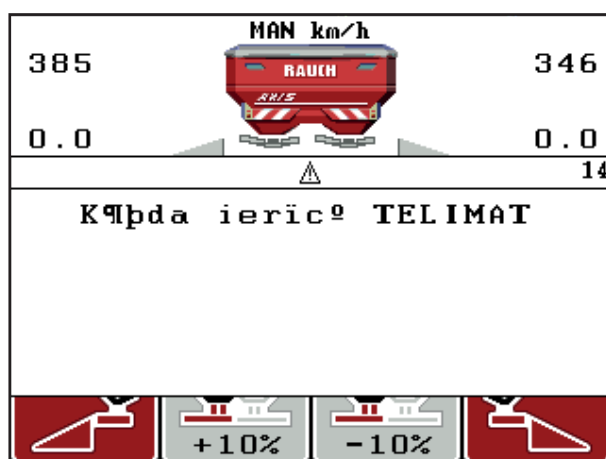 MAN km/h
385
346
RAUCH
AXIS
0.0
0.0
14
K¶þda ierïcº TELIMAT
+10%
-10%